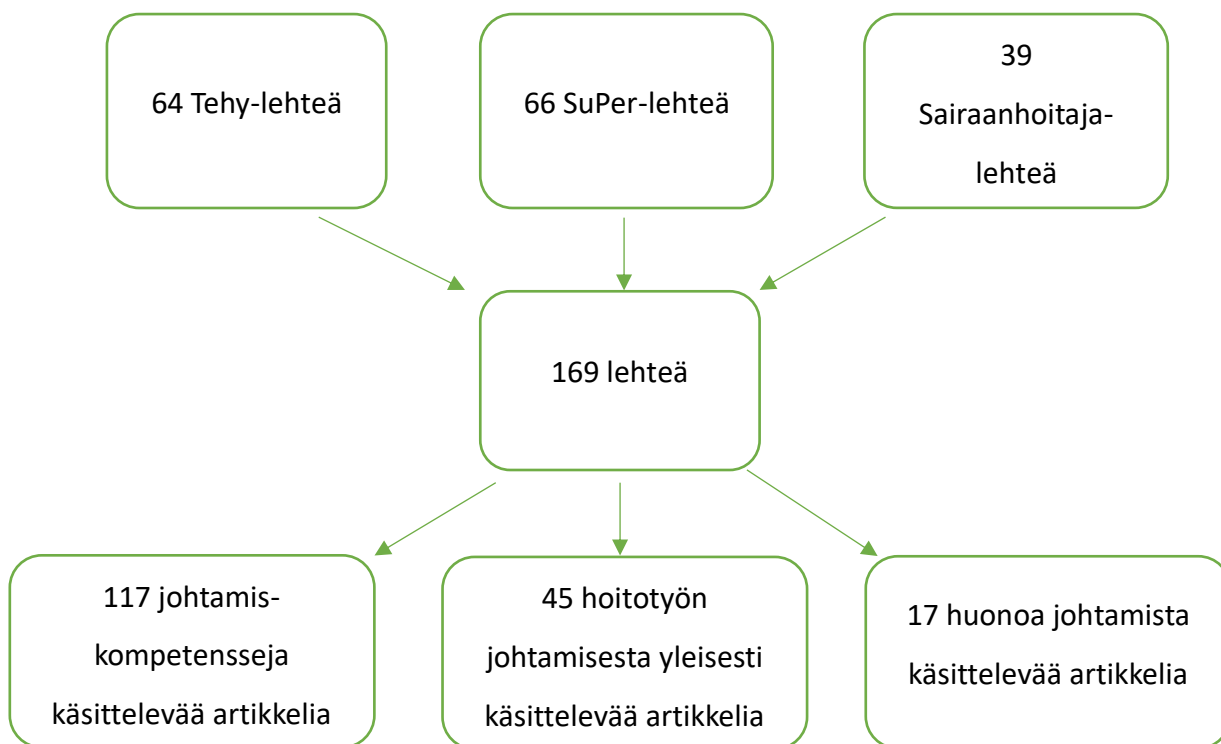 64 Tehy-lehteä
66 SuPer-lehteä
39
Sairaanhoitaja-
lehteä
169 lehteä
117 johtamis-
kompetensseja
käsittelevää artikkelia
45 hoitotyön
johtamisesta yleisesti
käsittelevää artikkelia
17 huonoa johtamista
käsittelevää artikkelia